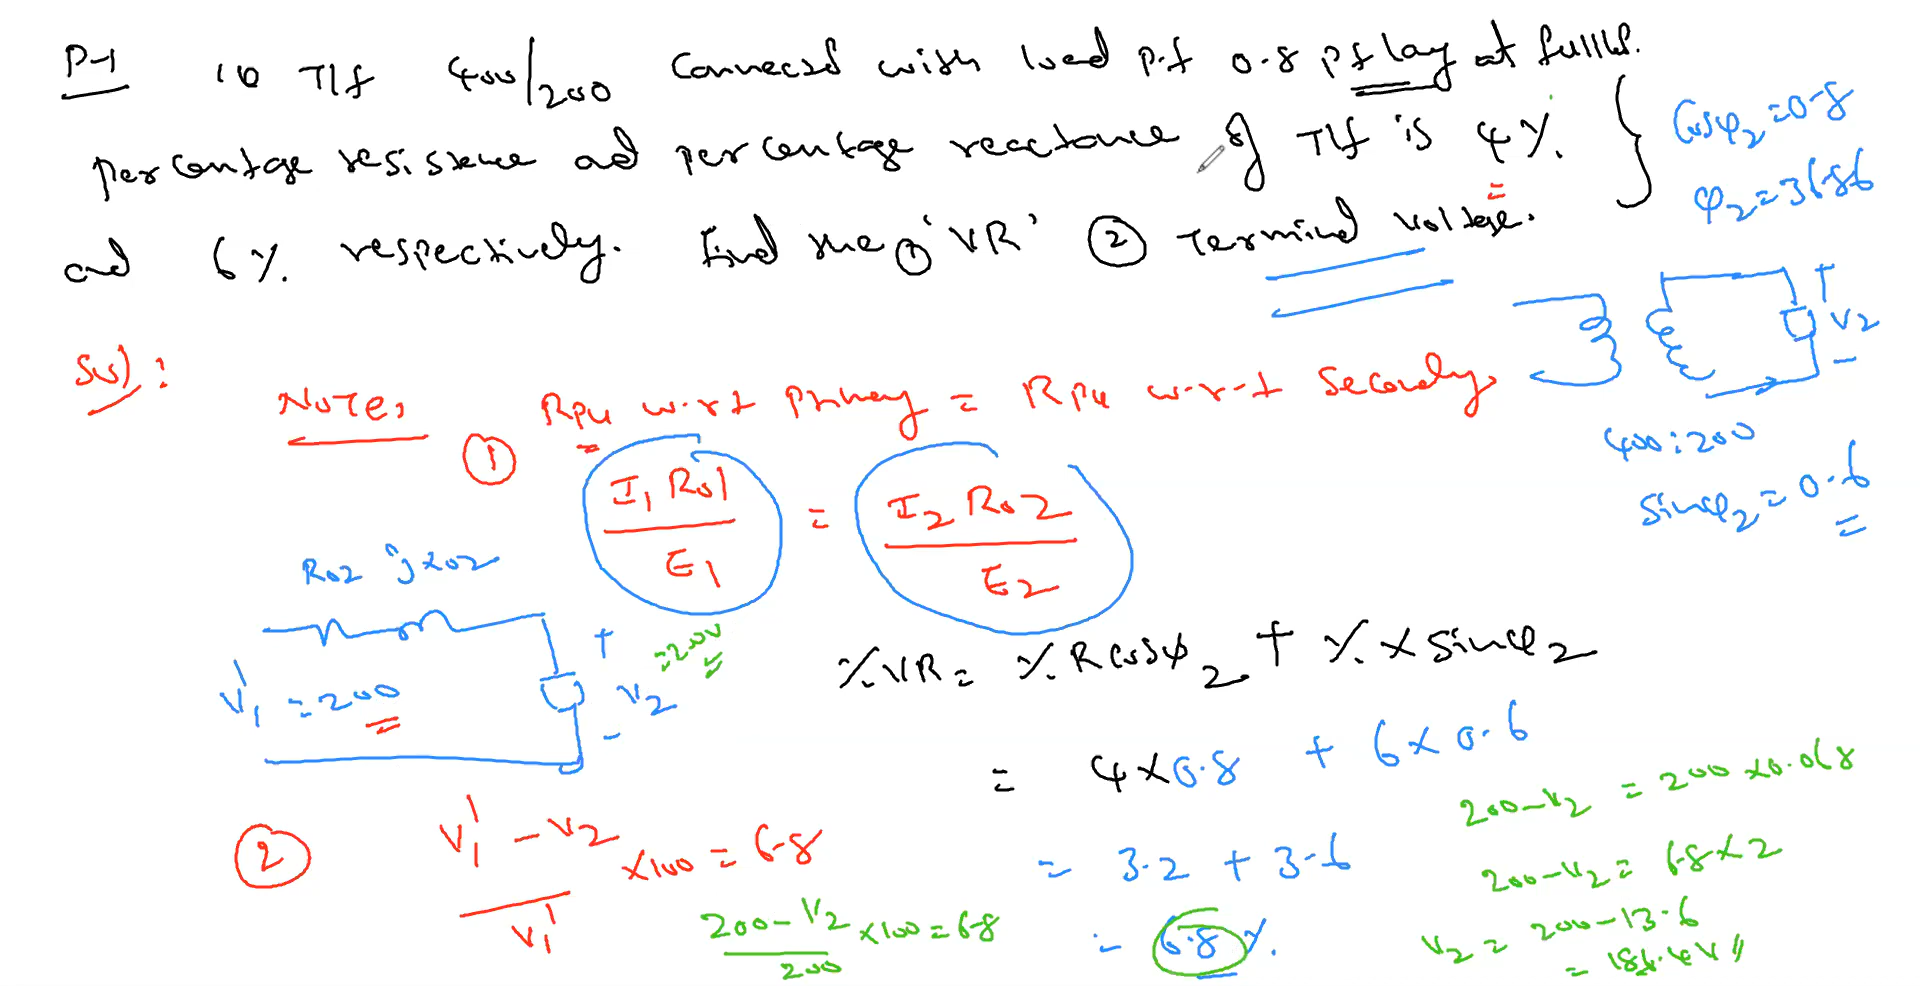 P-1 1Φ T/f 400/200 Connected with load p.f 0.8 pf lag at full ld.
percentage resistance and percentage reactance of T/f is 4%.
and 6% respectively. Find the ① 'VR' ② Terminal voltage.
Cosφ2 = 0.8
φ2 = 36.86
Sol :
NOTE:
① Rpu w.r.t primary = Rpu w.r.t Secondary
I1 R01 / E1 = I2 R02 / E2
+ V2 -
400 : 200
Sinφ2 = 0.6
R02 jX02
V1' = 200
+ V2 -
= 200V
%VR = %R cosφ2 + %X sinφ2
= 4 x 0.8 + 6 x 0.6
= 3.2 + 3.6
= 6.8 %.
② V1' - V2 / V1' x100 = 6.8
200 - V2 / 200 x100 = 6.8
200 - V2 = 200 x 0.068
200 - V2 = 6.8 x 2
V2 = 200 - 13.6
= 186.4V //